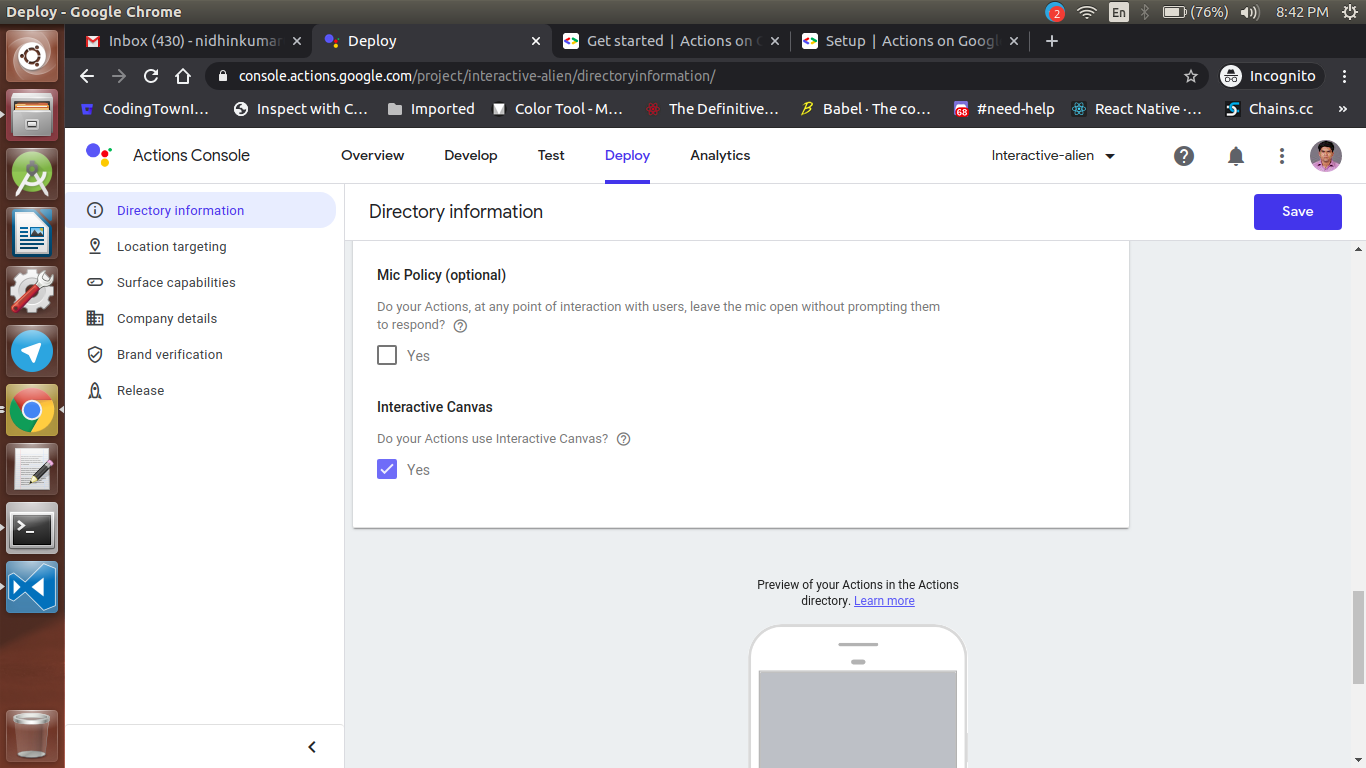 Deploy - Google Chrome
2
En
(76%)
8:42 PM
Inbox (430) - nidhinkumar
Deploy
Get started | Actions on G
Setup | Actions on Google
console.actions.google.com/project/interactive-alien/directoryinformation/
Incognito
CodingTownI...
Inspect with C...
Imported
Color Tool - M...
The Definitive...
Babel · The co...
68
#need-help
React Native ·...
Chains.cc
»
Actions Console
Overview
Develop
Test
Deploy
Analytics
Interactive-alien
Directory information
Location targeting
Surface capabilities
Company details
Brand verification
Release
Directory information
Save
Mic Policy (optional)
Do your Actions, at any point of interaction with users, leave the mic open without prompting them
to respond?
Yes
Interactive Canvas
Do your Actions use Interactive Canvas?
Yes
Preview of your Actions in the Actions
directory. Learn more